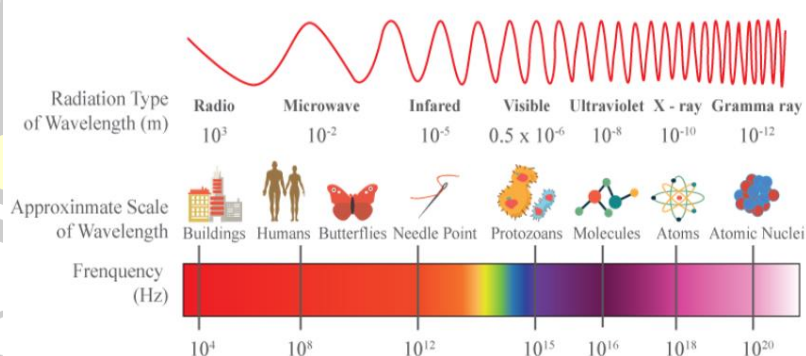 Radiation Type
of Wavelength (m)
Radio Microwave Infared Visible Ultraviolet X - ray Gramma ray
10³ 10⁻² 10⁻⁵ 0.5 x 10⁻⁶ 10⁻⁸ 10⁻¹⁰ 10⁻¹²
Approxinmate Scale
of Wavelength
Buildings Humans Butterflies Needle Point Protozoans Molecules Atoms Atomic Nuclei
Frenquency
(Hz)
10⁴ 10⁸ 10¹² 10¹⁵ 10¹⁶ 10¹⁸ 10²⁰